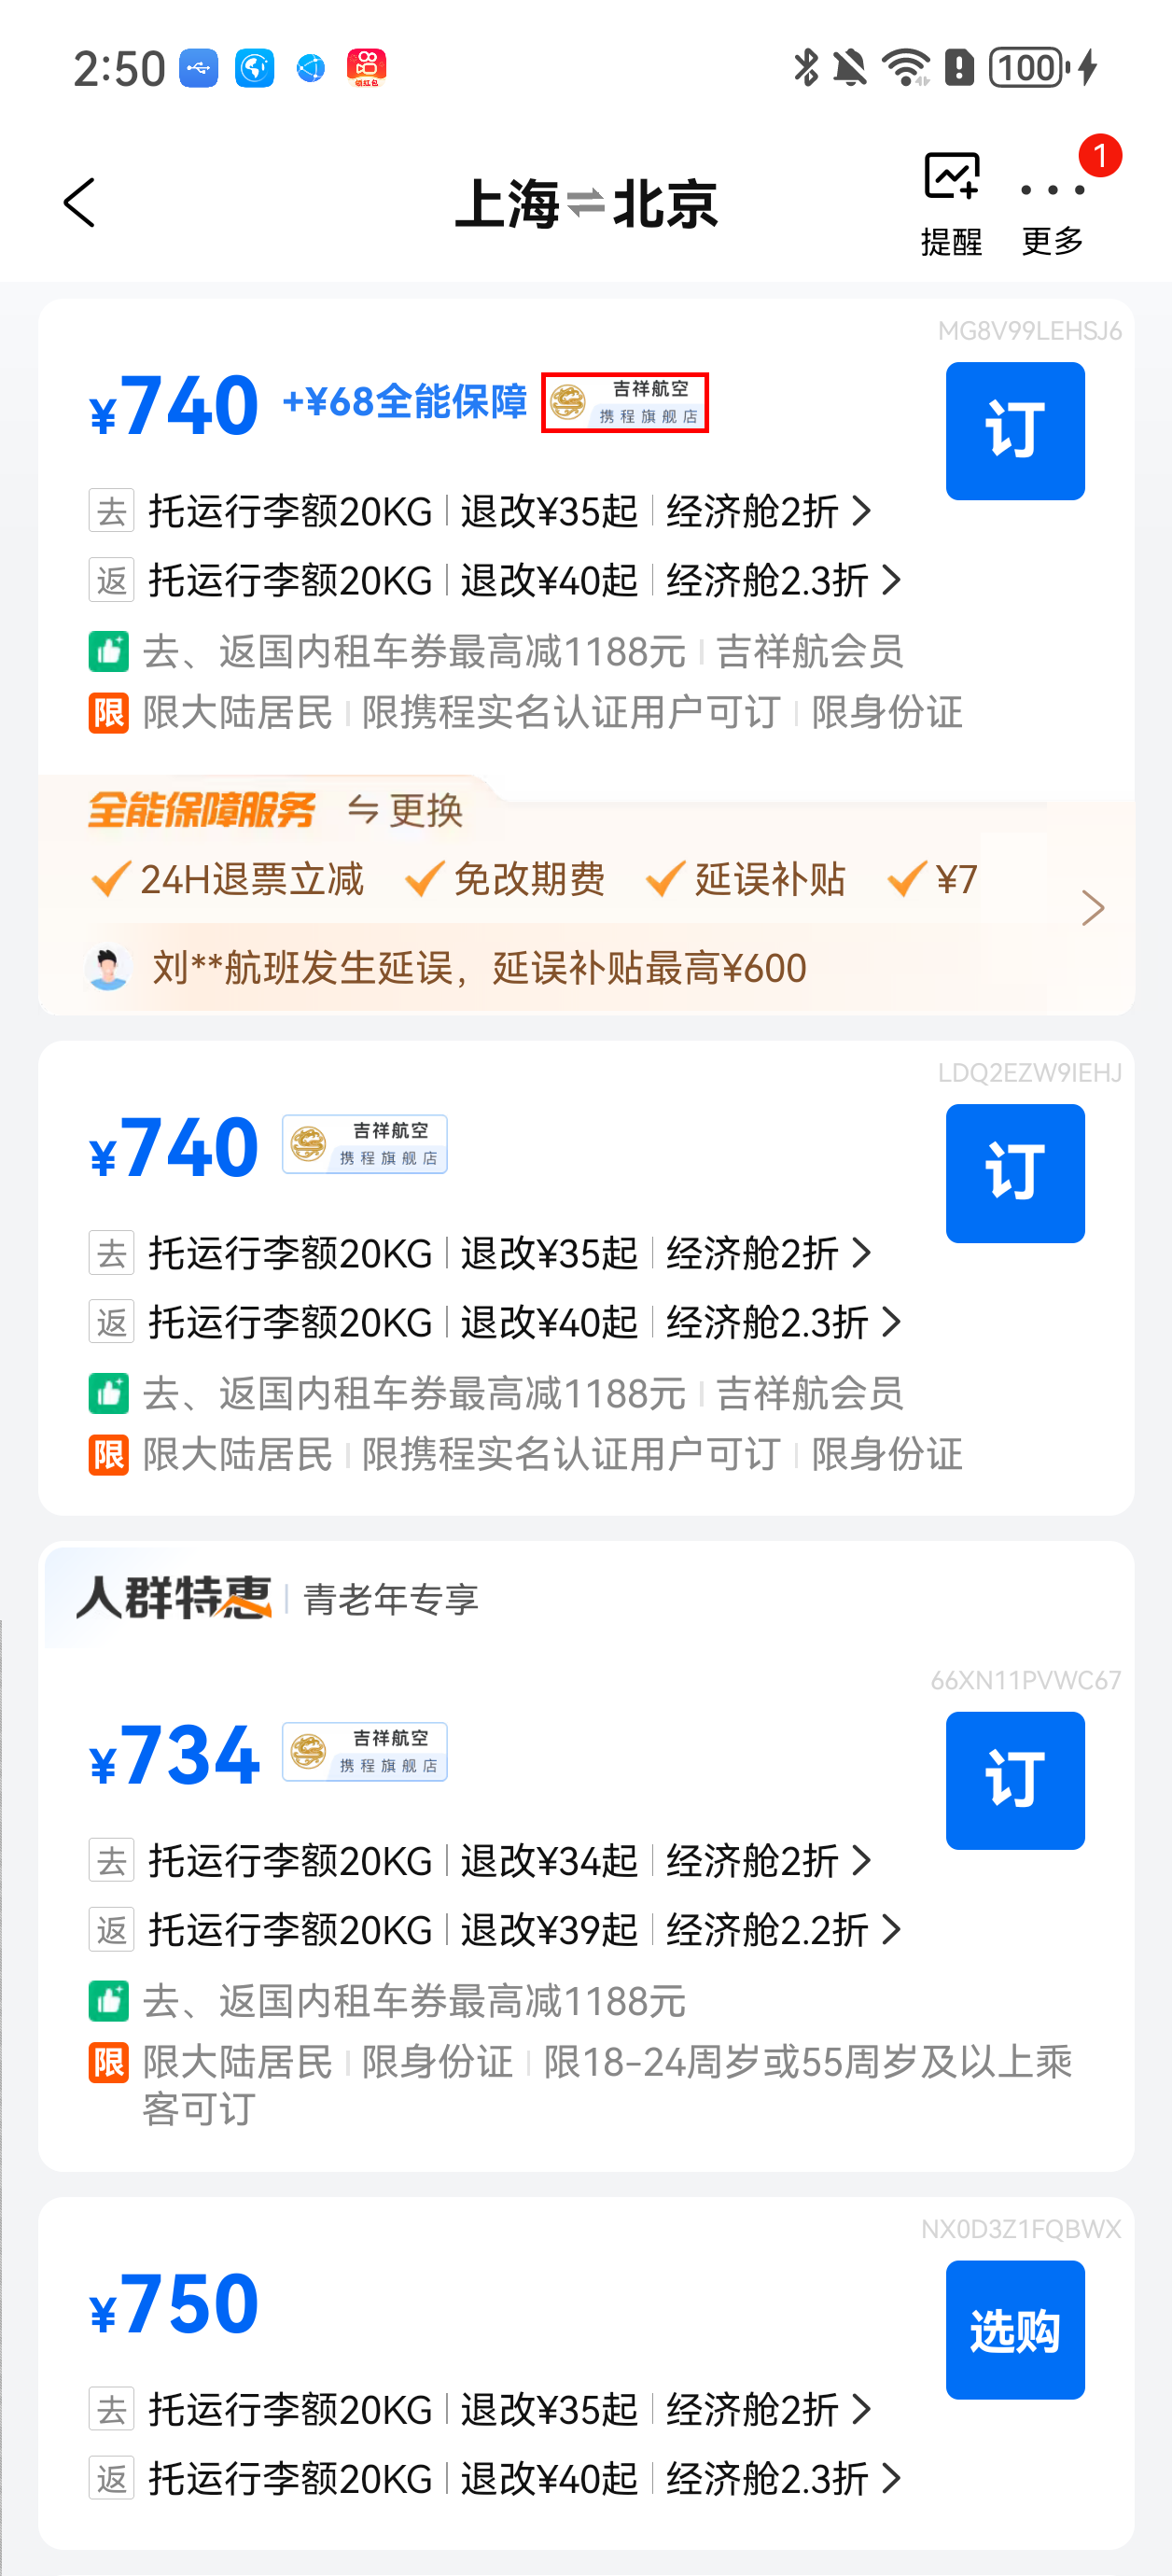 2:50
领红包
100
上海⇌北京
提醒
更多
1
MG8V99LEHSJ6
¥740 +¥68全能保障 吉祥航空 携程旗舰店
订
去 托运行李额20KG | 退改¥35起 | 经济舱2折 >
返 托运行李额20KG | 退改¥40起 | 经济舱2.3折 >
去、返国内租车券最高减1188元 | 吉祥航会员
限 限大陆居民 | 限携程实名认证用户可订 | 限身份证
全能保障服务 ⇋更换
24H退票立减 免改期费 延误补贴 ¥7
刘**航班发生延误，延误补贴最高¥600
LDQ2EZW9IEHJ
¥740 吉祥航空 携程旗舰店
订
去 托运行李额20KG | 退改¥35起 | 经济舱2折 >
返 托运行李额20KG | 退改¥40起 | 经济舱2.3折 >
去、返国内租车券最高减1188元 | 吉祥航会员
限 限大陆居民 | 限携程实名认证用户可订 | 限身份证
人群特惠 | 青老年专享
66XN11PVWC67
¥734 吉祥航空 携程旗舰店
订
去 托运行李额20KG | 退改¥34起 | 经济舱2折 >
返 托运行李额20KG | 退改¥39起 | 经济舱2.2折 >
去、返国内租车券最高减1188元
限 限大陆居民 | 限身份证 | 限18-24周岁或55周岁及以上乘
客可订
NX0D3Z1FQBWX
¥750
选购
去 托运行李额20KG | 退改¥35起 | 经济舱2折 >
返 托运行李额20KG | 退改¥40起 | 经济舱2.3折 >